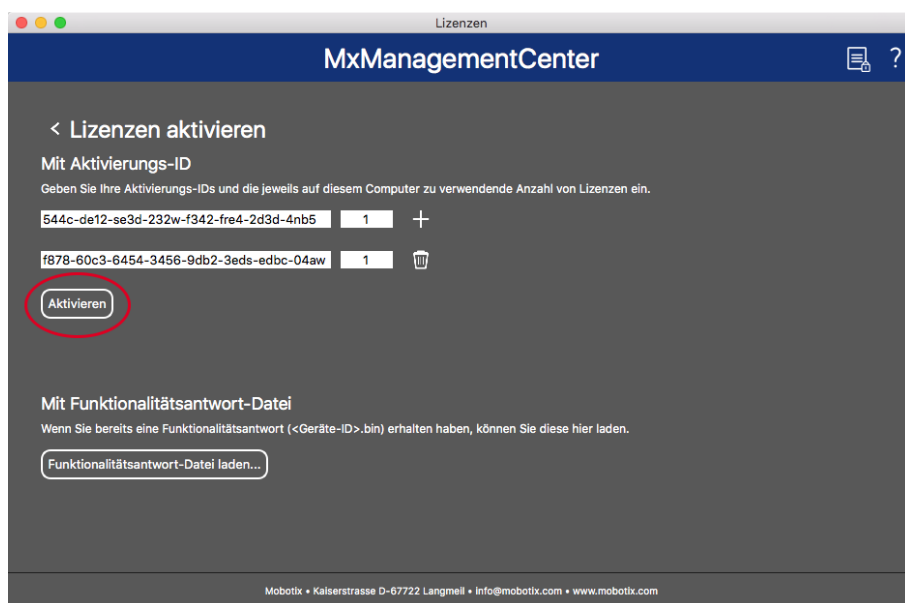 Lizenzen
MxManagementCenter
?
< Lizenzen aktivieren
Mit Aktivierungs-ID
Geben Sie Ihre Aktivierungs-IDs und die jeweils auf diesem Computer zu verwendende Anzahl von Lizenzen ein.
544c-de12-se3d-232w-f342-fre4-2d3d-4nb5 1 +
f878-60c3-6454-3456-9db2-3eds-edbc-04aw 1
Aktivieren
Mit Funktionalitätsantwort-Datei
Wenn Sie bereits eine Funktionalitätsantwort (<Geräte-ID>.bin) erhalten haben, können Sie diese hier laden.
Funktionalitätsantwort-Datei laden...
Mobotix • Kaiserstrasse D-67722 Langmeil • info@mobotix.com • www.mobotix.com